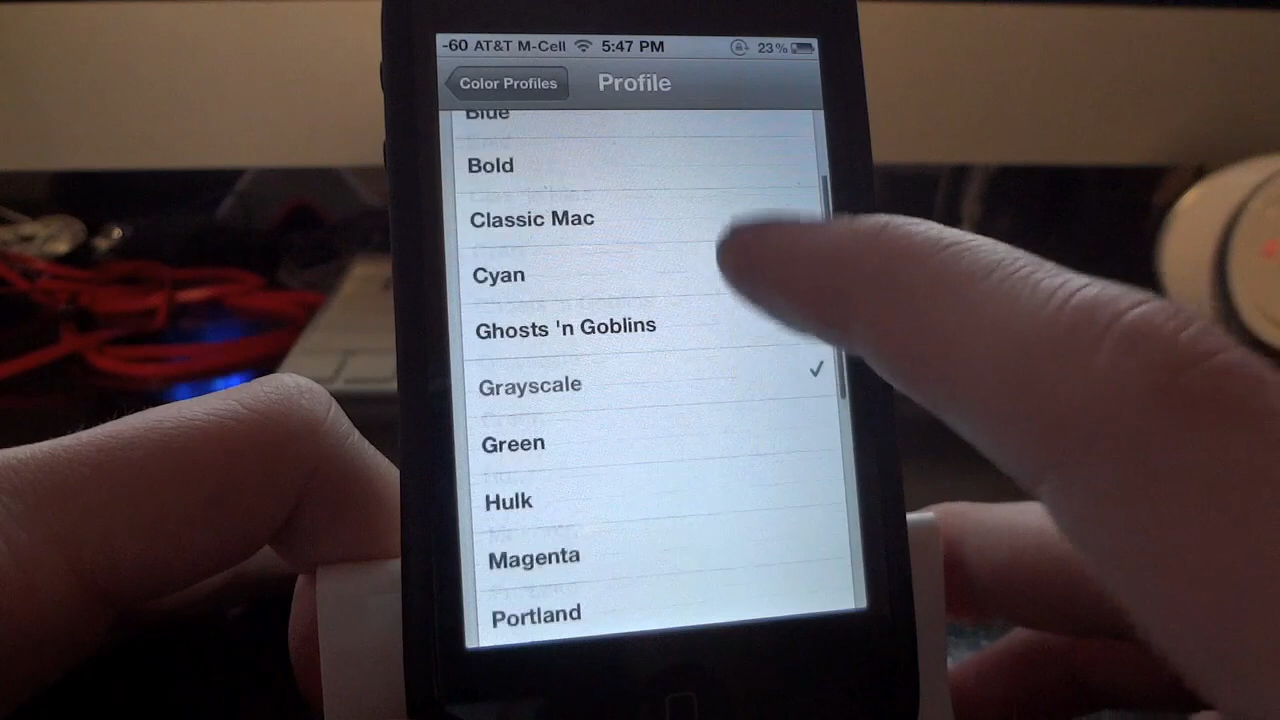 -60 AT&T M-Cell 5:47 PM 23%
Color Profiles Profile
Blue
Bold
Classic Mac
Cyan
Ghosts 'n Goblins
Grayscale
Green
Hulk
Magenta
Portland